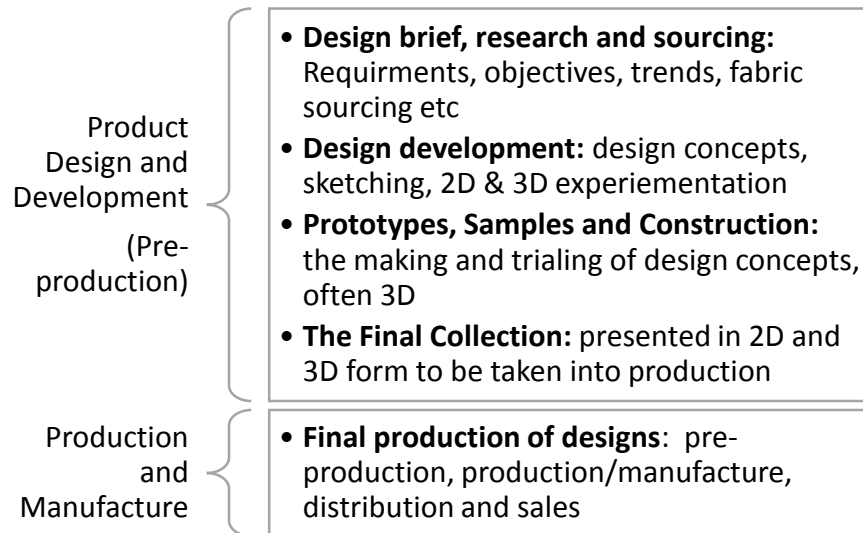 Product
Design and
Development
(Pre-
production)
• Design brief, research and sourcing:
Requirments, objectives, trends, fabric
sourcing etc
• Design development: design concepts,
sketching, 2D & 3D experiementation
• Prototypes, Samples and Construction:
the making and trialing of design concepts,
often 3D
• The Final Collection: presented in 2D and
3D form to be taken into production
Production
and
Manufacture
• Final production of designs: pre-
production, production/manufacture,
distribution and sales